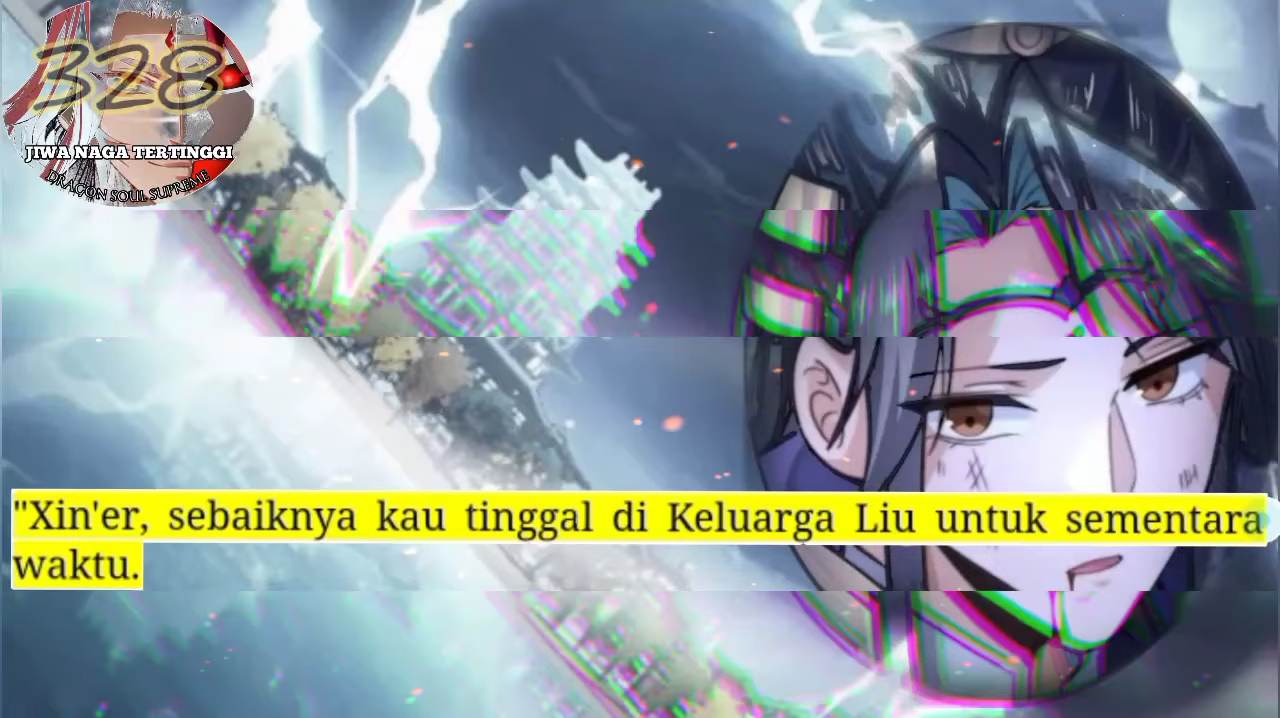 328
JIWA NAGA TERTINGGI
DRAGON SOUL SUPREME
"Xin'er, sebaiknya kau tinggal di Keluarga Liu untuk sementara
waktu.